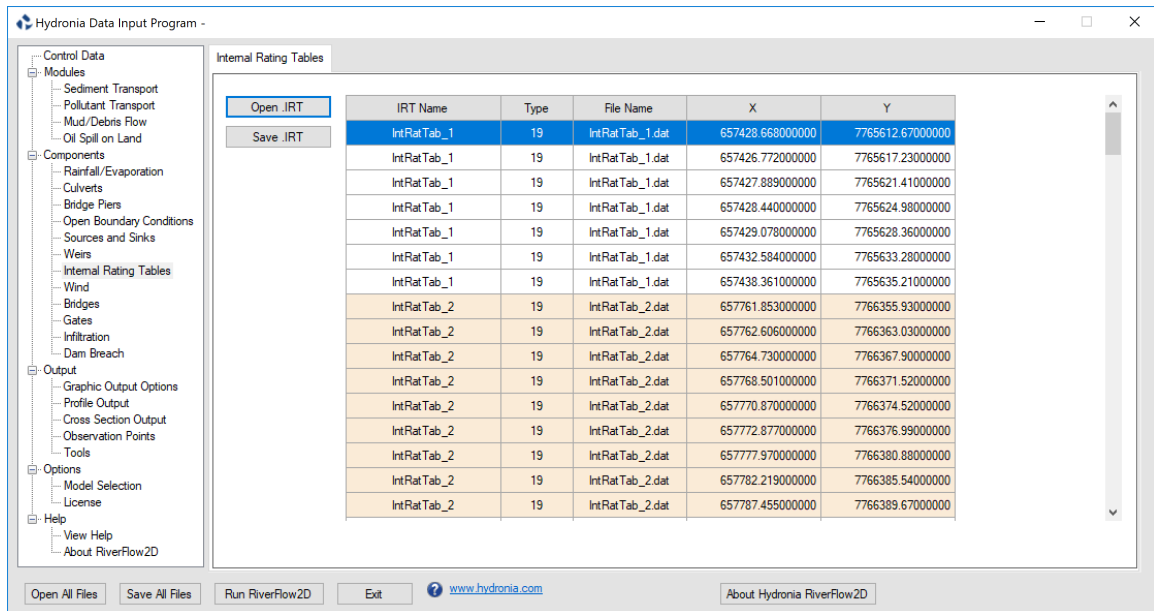 Hydronia Data Input Program -
Control Data
Modules
Sediment Transport
Pollutant Transport
Mud/Debris Flow
Oil Spill on Land
Components
Rainfall/Evaporation
Culverts
Bridge Piers
Open Boundary Conditions
Sources and Sinks
Weirs
Internal Rating Tables
Wind
Bridges
Gates
Infiltration
Dam Breach
Output
Graphic Output Options
Profile Output
Cross Section Output
Observation Points
Tools
Options
Model Selection
License
Help
View Help
About RiverFlow2D
Internal Rating Tables
Open .IRT
Save .IRT
IRT Name Type File Name X Y
IntRatTab_1 19 IntRatTab_1.dat 657428.668000000 7765612.67000000
IntRatTab_1 19 IntRatTab_1.dat 657426.772000000 7765617.23000000
IntRatTab_1 19 IntRatTab_1.dat 657427.889000000 7765621.41000000
IntRatTab_1 19 IntRatTab_1.dat 657428.440000000 7765624.98000000
IntRatTab_1 19 IntRatTab_1.dat 657429.078000000 7765628.36000000
IntRatTab_1 19 IntRatTab_1.dat 657432.584000000 7765633.28000000
IntRatTab_1 19 IntRatTab_1.dat 657438.361000000 7765635.21000000
IntRatTab_2 19 IntRatTab_2.dat 657761.853000000 7766355.93000000
IntRatTab_2 19 IntRatTab_2.dat 657762.606000000 7766363.03000000
IntRatTab_2 19 IntRatTab_2.dat 657764.730000000 7766367.90000000
IntRatTab_2 19 IntRatTab_2.dat 657768.501000000 7766371.52000000
IntRatTab_2 19 IntRatTab_2.dat 657770.870000000 7766374.52000000
IntRatTab_2 19 IntRatTab_2.dat 657772.877000000 7766376.99000000
IntRatTab_2 19 IntRatTab_2.dat 657777.970000000 7766380.88000000
IntRatTab_2 19 IntRatTab_2.dat 657782.219000000 7766385.54000000
IntRatTab_2 19 IntRatTab_2.dat 657787.455000000 7766389.67000000
Open All Files Save All Files Run RiverFlow2D Exit ? www.hydronia.com About Hydronia RiverFlow2D